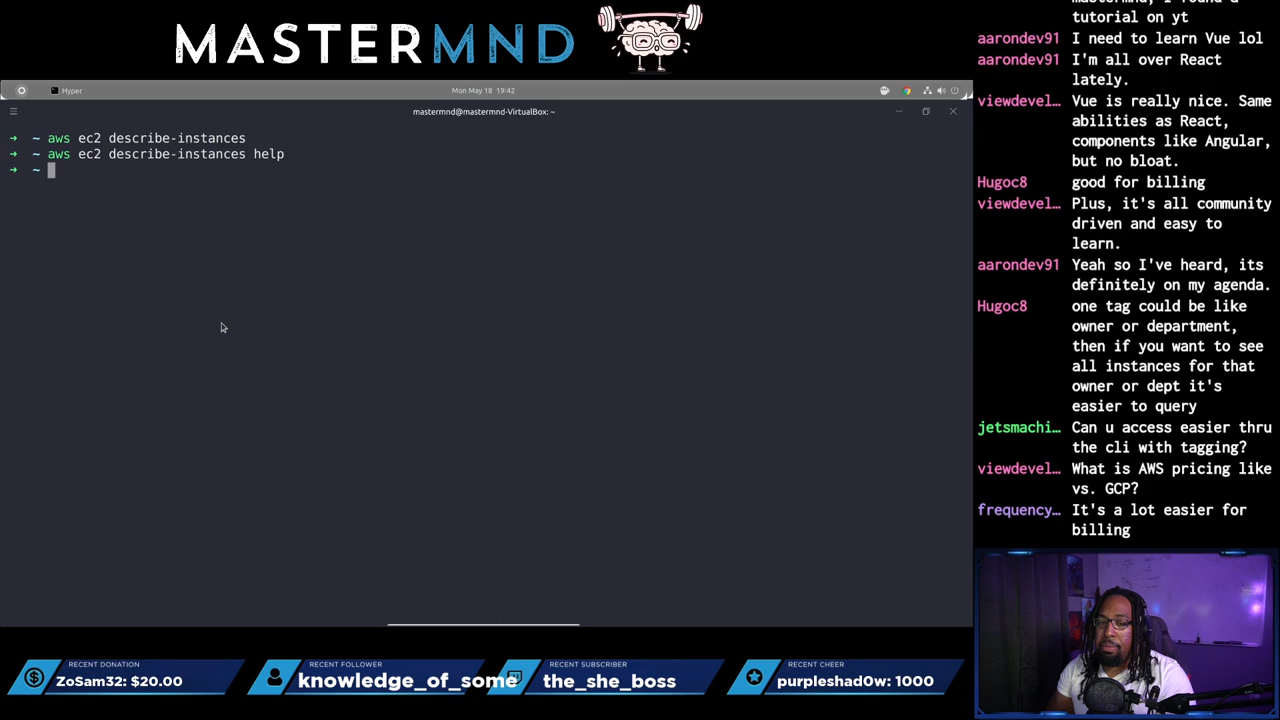 MASTERMND
Hyper
Mon May 18 19:42
mastermnd@mastermnd-VirtualBox: ~
➜ ~ aws ec2 describe-instances
➜ ~ aws ec2 describe-instances help
➜ ~
mastermnd, I found a
tutorial on yt
aarondev91 I need to learn Vue lol
aarondev91 I'm all over React
lately.
viewdevel… Vue is really nice. Same
abilities as React,
components like Angular,
but no bloat.
Hugoc8 good for billing
viewdevel… Plus, it's all community
driven and easy to
learn.
aarondev91 Yeah so I've heard, its
definitely on my agenda.
Hugoc8 one tag could be like
owner or department,
then if you want to see
all instances for that
owner or dept it's
easier to query
jetsmachi… Can u access easier thru
the cli with tagging?
viewdevel… What is AWS pricing like
vs. GCP?
frequency… It's a lot easier for
billing
RECENT DONATION
ZoSam32: $20.00
RECENT FOLLOWER
knowledge_of_some
RECENT SUBSCRIBER
the_she_boss
RECENT CHEER
purpleshad0w: 1000